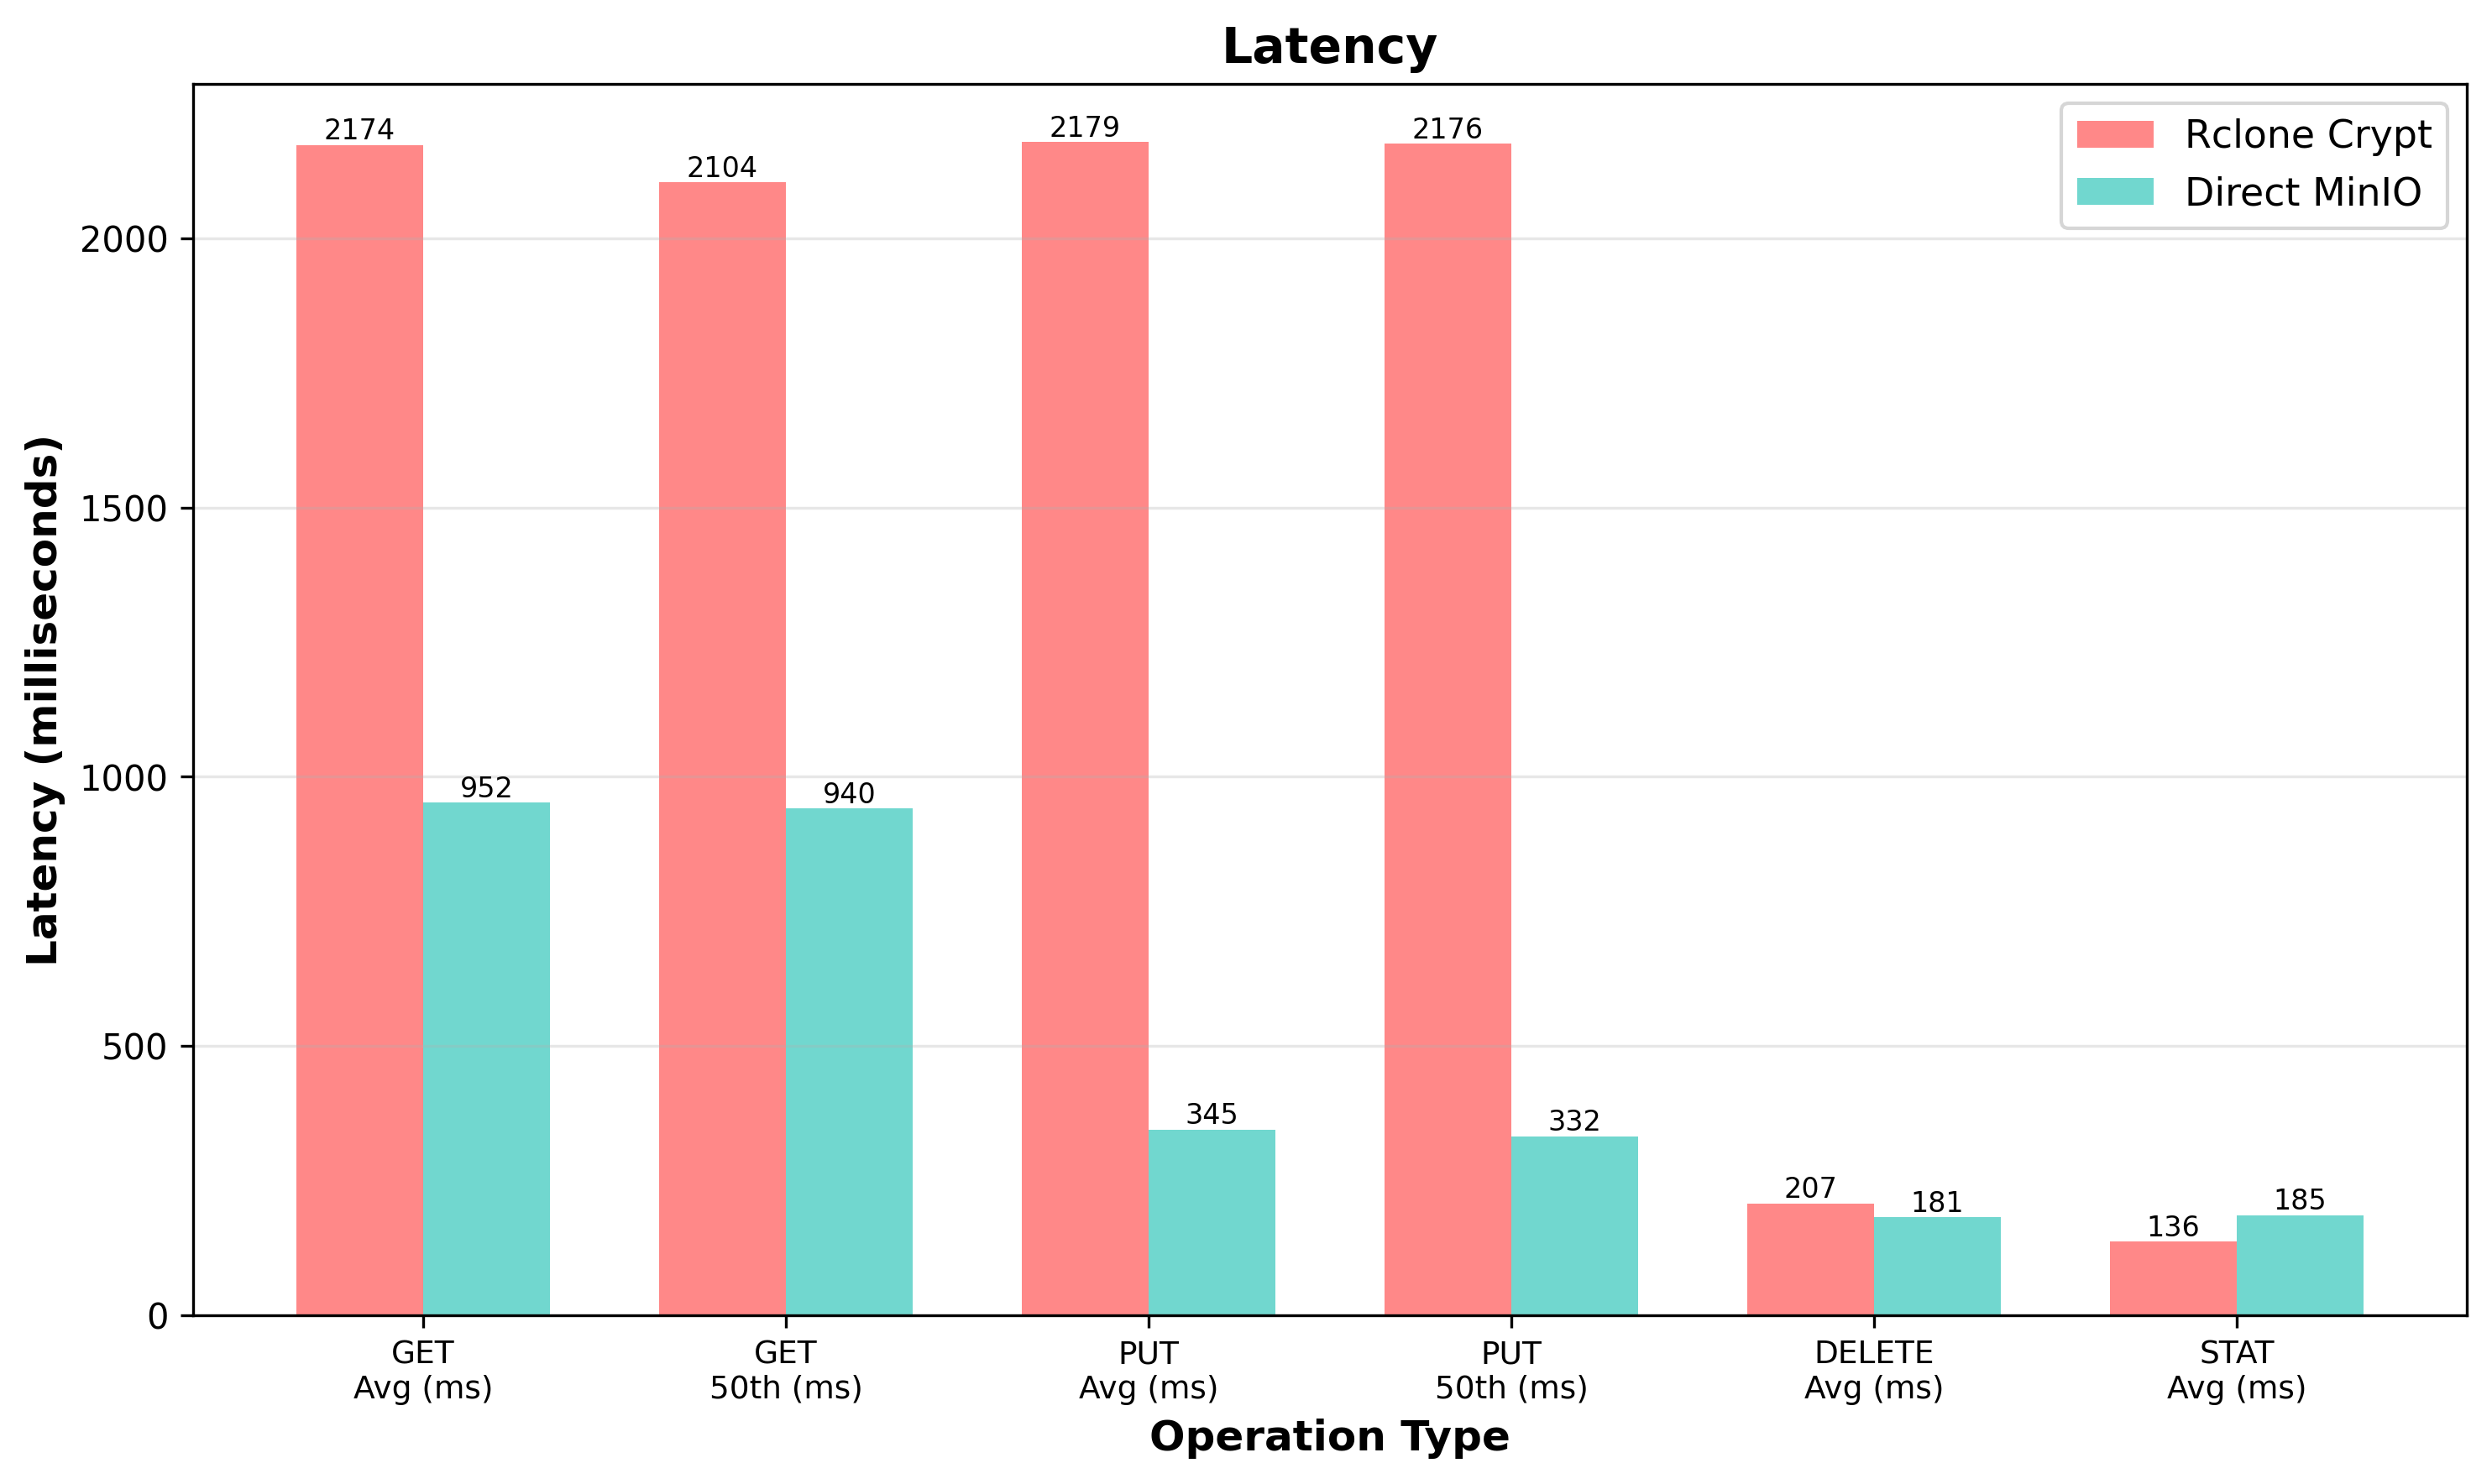 Latency
Rclone Crypt
Direct MinIO
Latency (milliseconds)
2000
1500
1000
500
0
2174
952
2104
940
2179
345
2176
332
207
181
136
185
GET
Avg (ms)
GET
50th (ms)
PUT
Avg (ms)
PUT
50th (ms)
DELETE
Avg (ms)
STAT
Avg (ms)
Operation Type